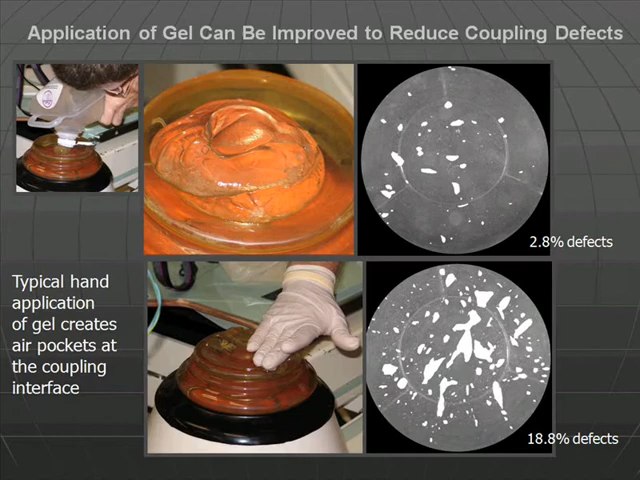 Application of Gel Can Be Improved to Reduce Coupling Defects
2.8% defects
Typical hand
application
of gel creates
air pockets at
the coupling
interface
18.8% defects